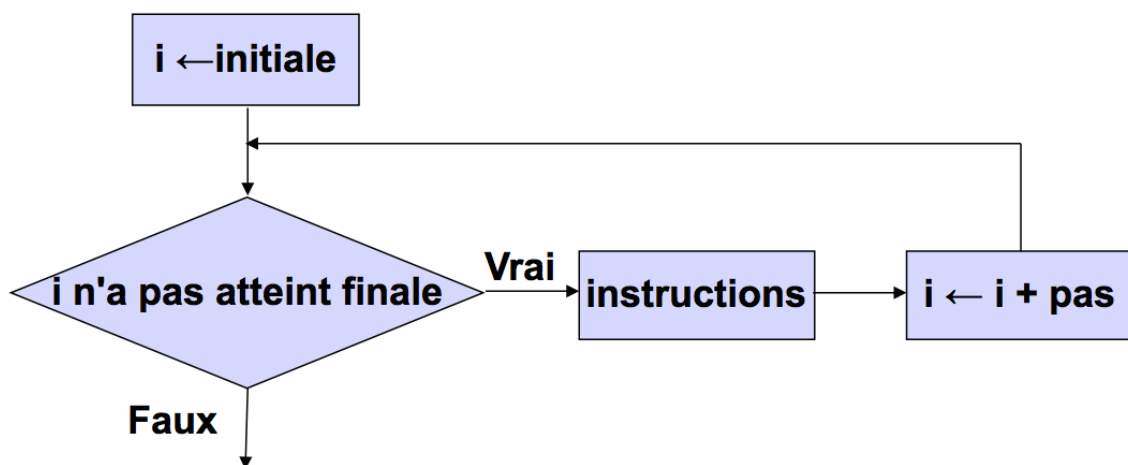 i ←initiale
i n'a pas atteint finale
Vrai
instructions
i ← i + pas
Faux